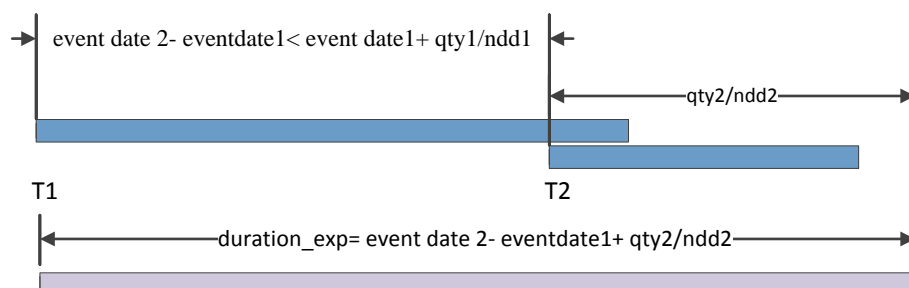 event date 2- eventdate1< event date1+ qty1/ndd1
qty2/ndd2
T1
T2
duration_exp= event date 2- eventdate1+ qty2/ndd2